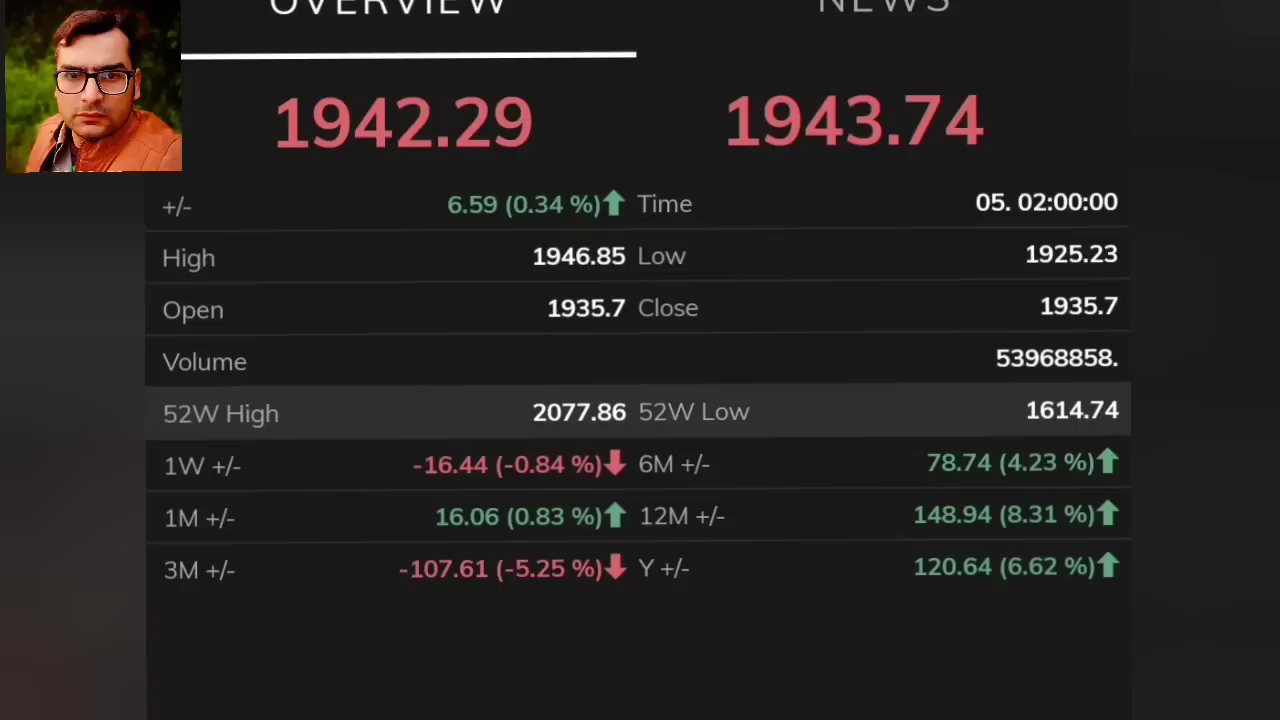 OVERVIEW NEWS
1942.29 1943.74
+/- 6.59 (0.34 %) Time 05. 02:00:00
High 1946.85 Low 1925.23
Open 1935.7 Close 1935.7
Volume 53968858.
52W High 2077.86 52W Low 1614.74
1W +/- -16.44 (-0.84 %) 6M +/- 78.74 (4.23 %)
1M +/- 16.06 (0.83 %) 12M +/- 148.94 (8.31 %)
3M +/- -107.61 (-5.25 %) Y +/- 120.64 (6.62 %)